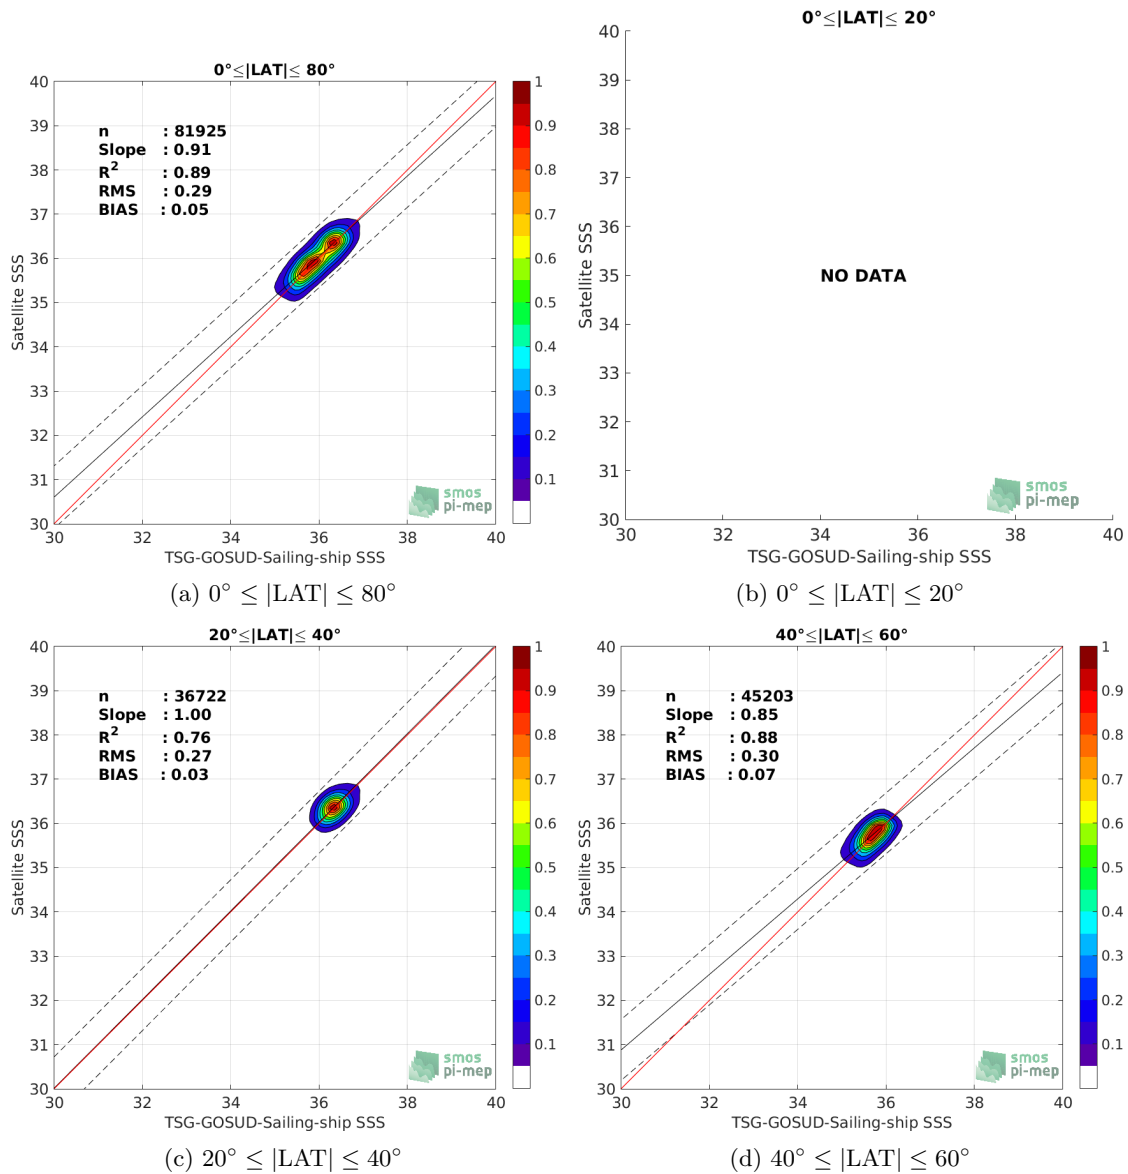 0°≤|LAT|≤ 80°
n : 81925
Slope : 0.91
R² : 0.89
RMS : 0.29
BIAS : 0.05
40
39
38
37
36
35
34
33
32
31
30
30 32 34 36 38 40
Satellite SSS
TSG-GOSUD-Sailing-ship SSS
1
0.9
0.8
0.7
0.6
0.5
0.4
0.3
0.2
0.1
smos
pi-mep
(a) 0° ≤ |LAT| ≤ 80°
0°≤|LAT|≤ 20°
40
39
38
37
36
35
34
33
32
31
30
30 32 34 36 38 40
Satellite SSS
NO DATA
TSG-GOSUD-Sailing-ship SSS
smos
pi-mep
(b) 0° ≤ |LAT| ≤ 20°
20°≤|LAT|≤ 40°
n : 36722
Slope : 1.00
R² : 0.76
RMS : 0.27
BIAS : 0.03
40
39
38
37
36
35
34
33
32
31
30
30 32 34 36 38 40
Satellite SSS
TSG-GOSUD-Sailing-ship SSS
1
0.9
0.8
0.7
0.6
0.5
0.4
0.3
0.2
0.1
smos
pi-mep
(c) 20° ≤ |LAT| ≤ 40°
40°≤|LAT|≤ 60°
n : 45203
Slope : 0.85
R² : 0.88
RMS : 0.30
BIAS : 0.07
40
39
38
37
36
35
34
33
32
31
30
30 32 34 36 38 40
Satellite SSS
TSG-GOSUD-Sailing-ship SSS
1
0.9
0.8
0.7
0.6
0.5
0.4
0.3
0.2
0.1
smos
pi-mep
(d) 40° ≤ |LAT| ≤ 60°